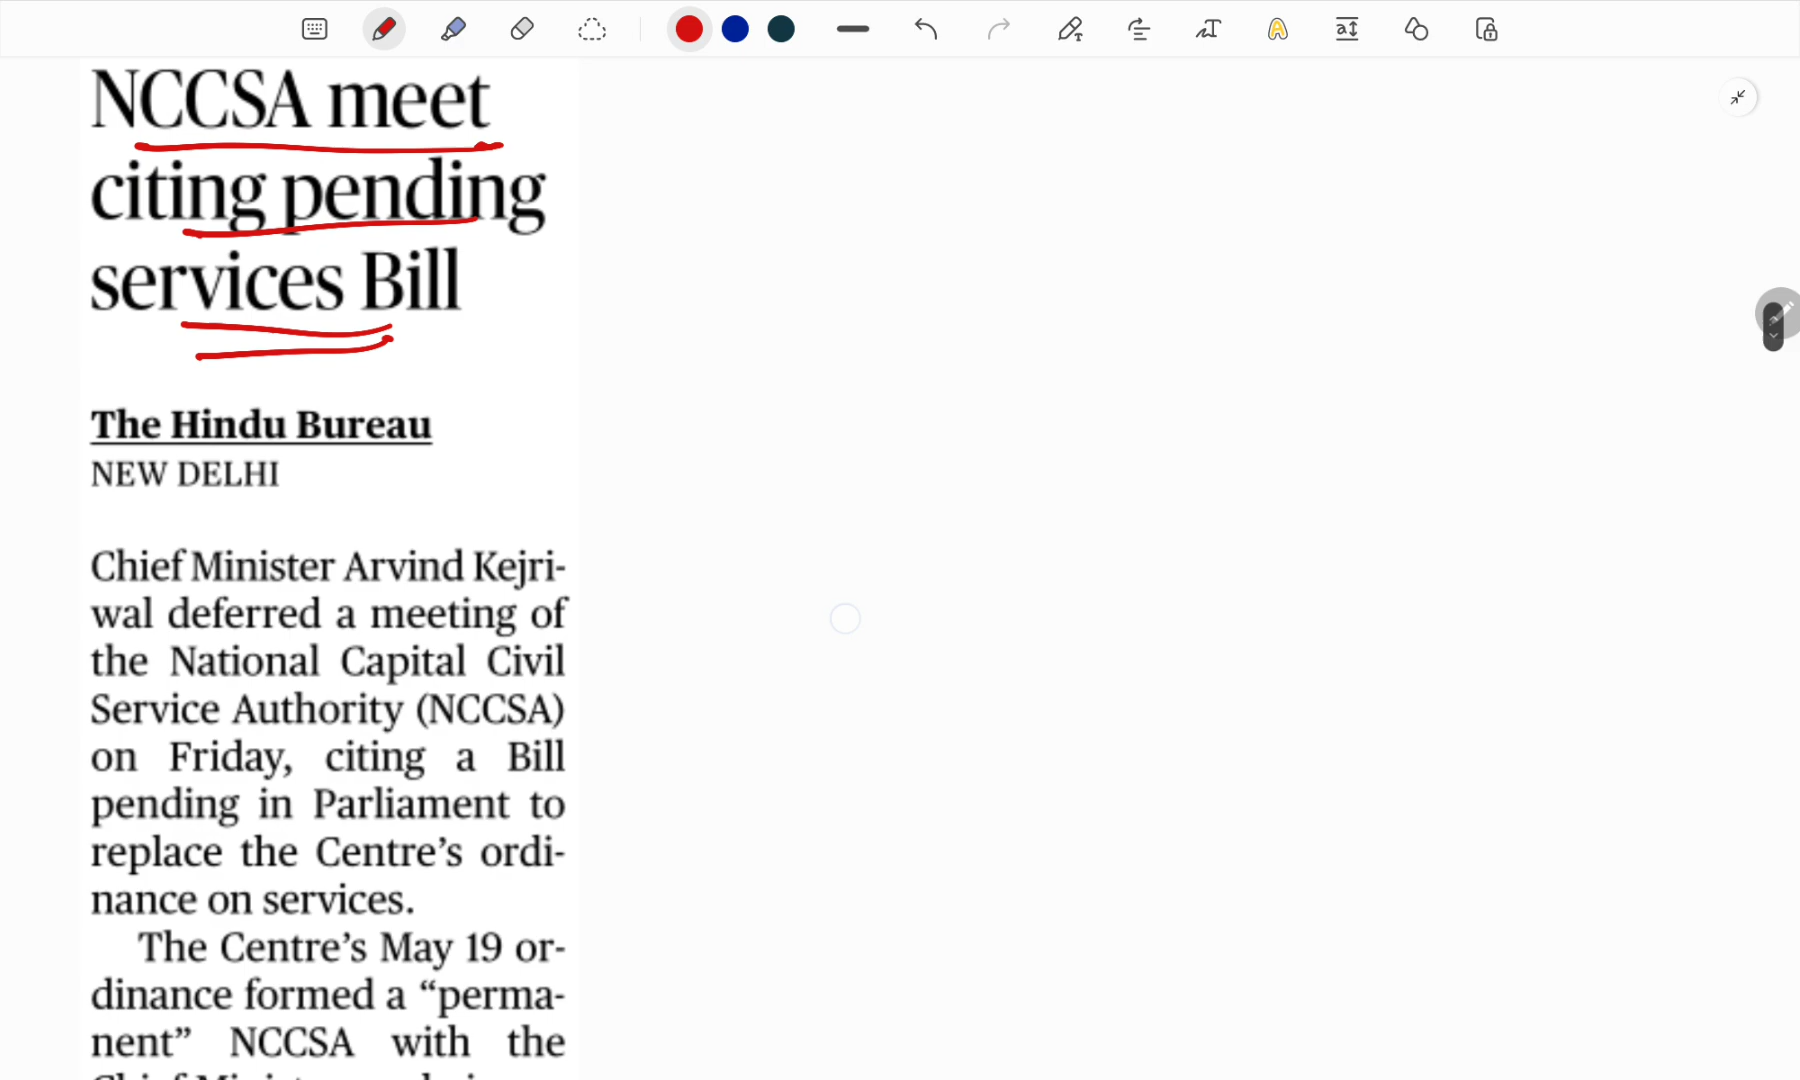 NCCSA meet
citing pending
services Bill
The Hindu Bureau
NEW DELHI
Chief Minister Arvind Kejri-
wal deferred a meeting of
the National Capital Civil
Service Authority (NCCSA)
on Friday, citing a Bill
pending in Parliament to
replace the Centre’s ordi-
nance on services.
The Centre’s May 19 or-
dinance formed a “perma-
nent” NCCSA with the